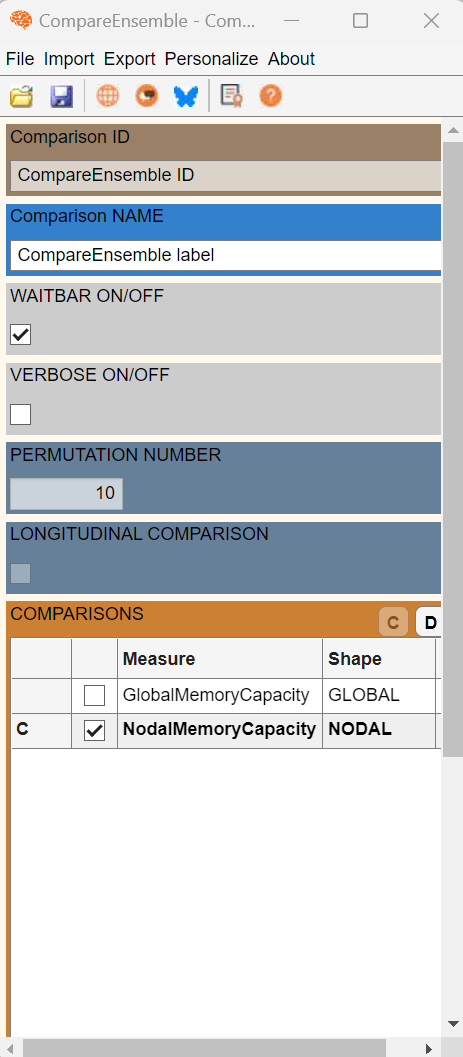 CompareEnsemble - Com...
File Import Export Personalize About
Comparison ID
CompareEnsemble ID
Comparison NAME
CompareEnsemble label
WAITBAR ON/OFF
VERBOSE ON/OFF
PERMUTATION NUMBER
10
LONGITUDINAL COMPARISON
COMPARISONS
C D
Measure Shape
GlobalMemoryCapacity GLOBAL
C NodalMemoryCapacity NODAL